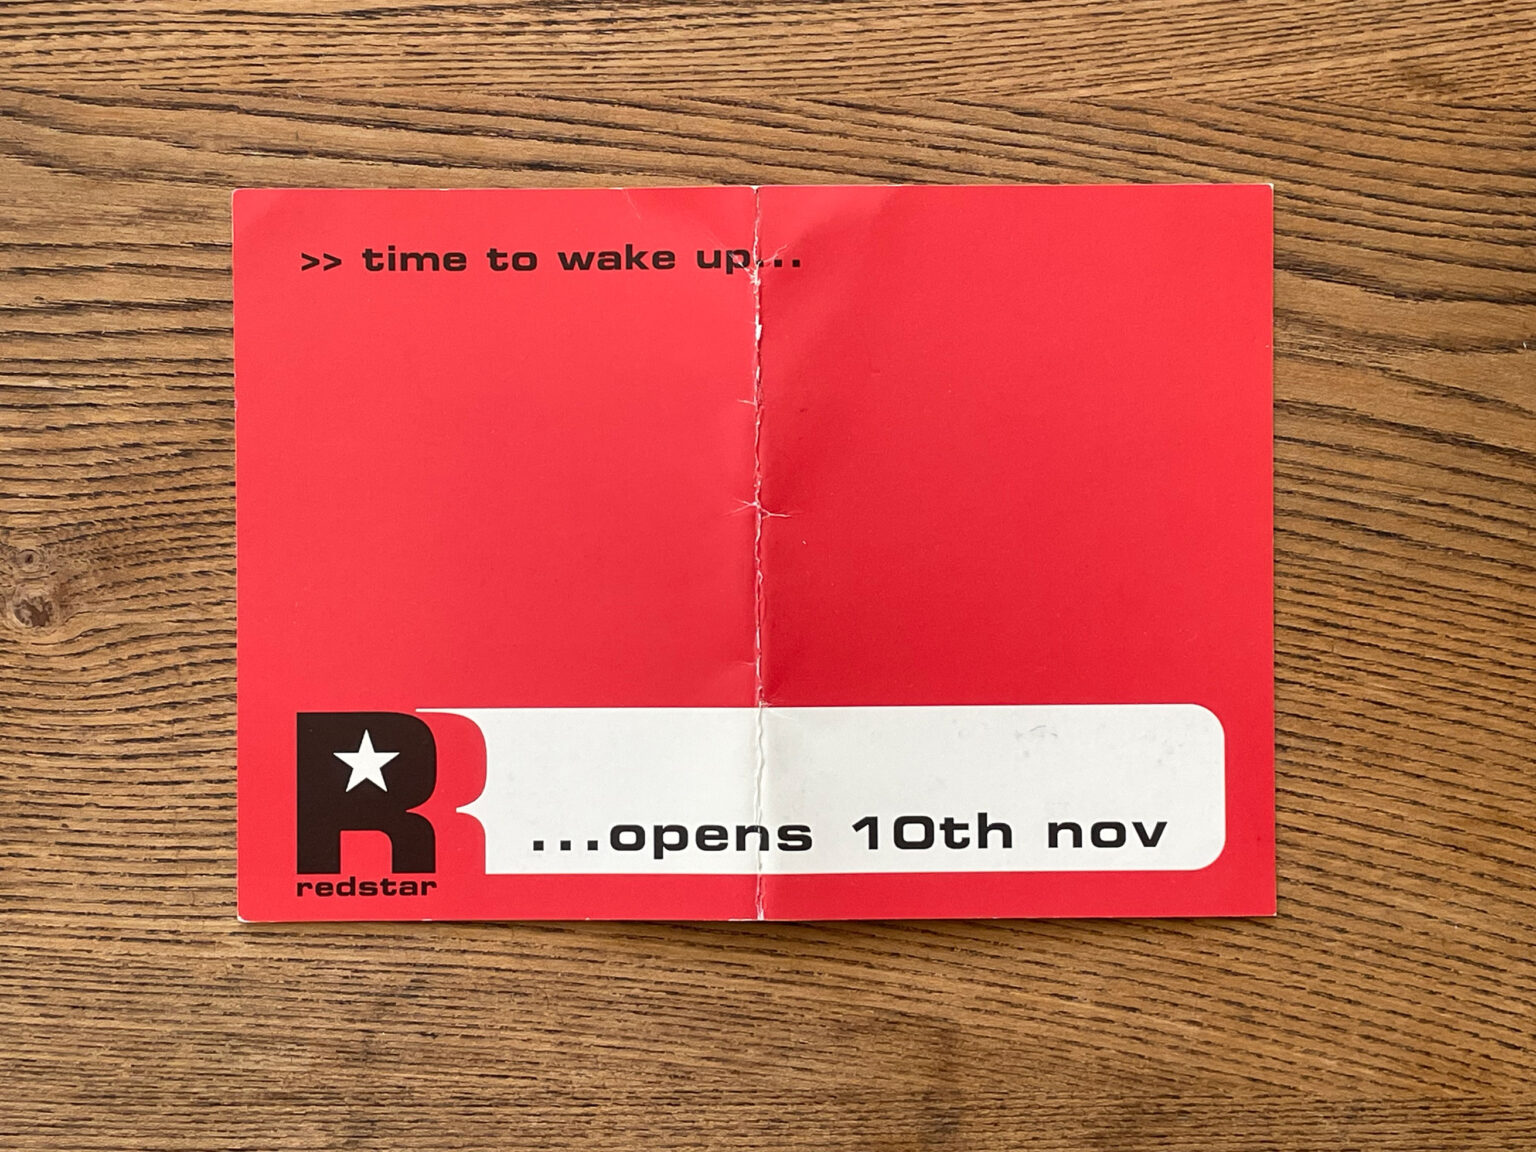 >> time to wake up...
R
redstar
...opens 10th nov